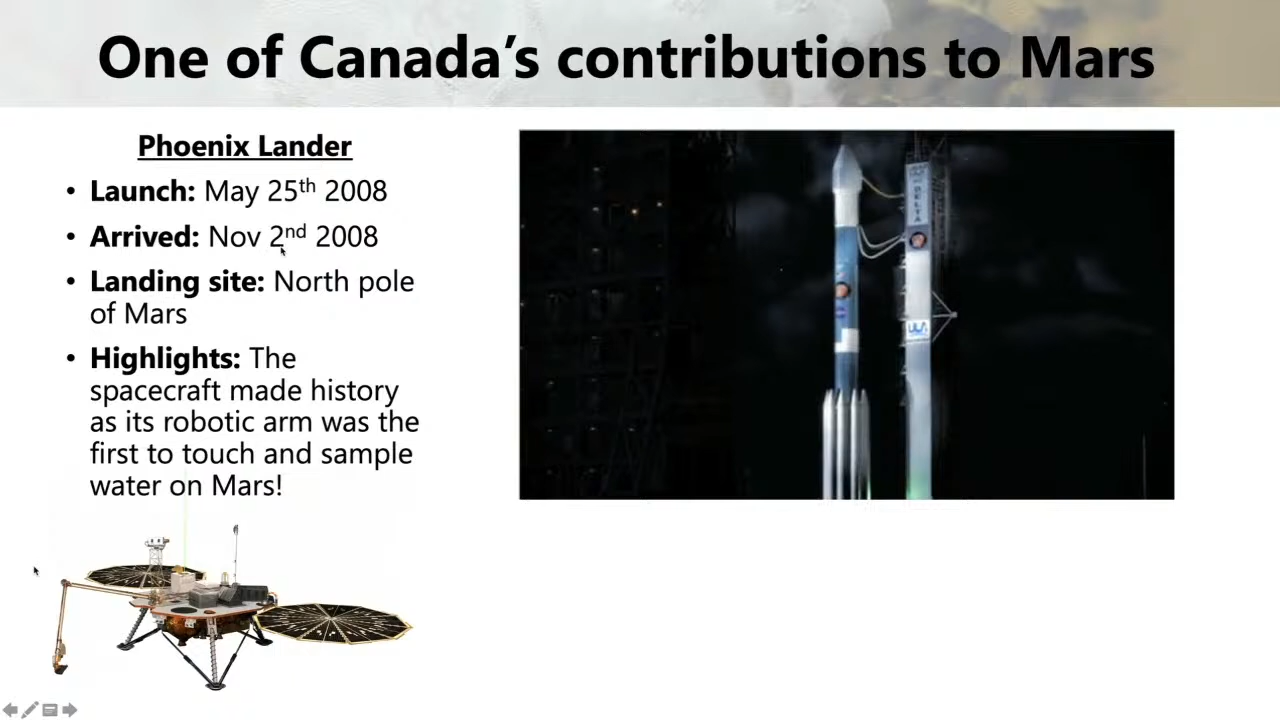 One of Canada's contributions to Mars
Phoenix Lander
• Launch: May 25th 2008
• Arrived: Nov 2nd 2008
• Landing site: North pole
of Mars
• Highlights: The
spacecraft made history
as its robotic arm was the
first to touch and sample
water on Mars!
DELTA
ULA